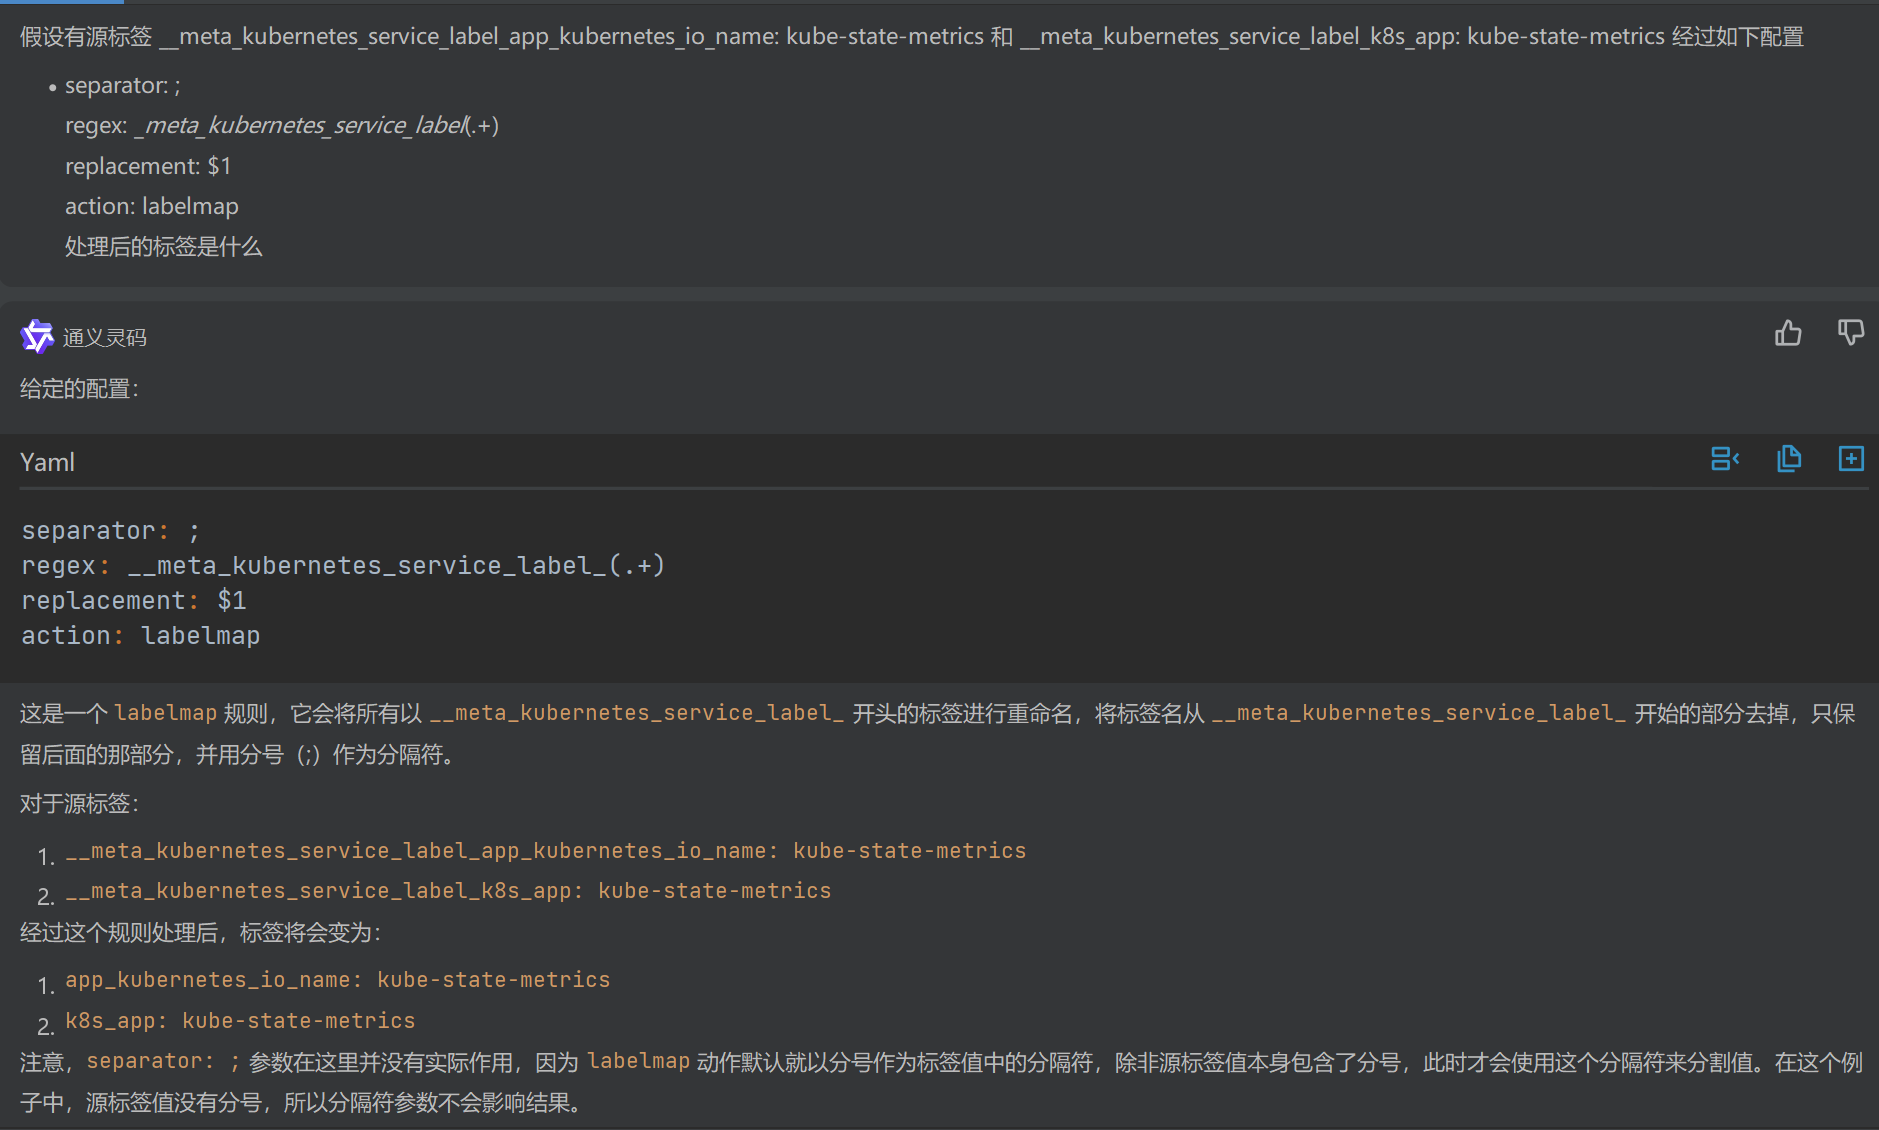 假设有源标签 __meta_kubernetes_service_label_app_kubernetes_io_name: kube-state-metrics 和 __meta_kubernetes_service_label_k8s_app: kube-state-metrics 经过如下配置
• separator: ;
regex: _meta_kubernetes_service_label(.+)
replacement: $1
action: labelmap
处理后的标签是什么
通义灵码
给定的配置：
Yaml
separator: ;
regex: __meta_kubernetes_service_label_(.+)
replacement: $1
action: labelmap
这是一个 labelmap 规则，它会将所有以 __meta_kubernetes_service_label_ 开头的标签进行重命名，将标签名从 __meta_kubernetes_service_label_ 开始的部分去掉，只保
留后面的那部分，并用分号（;）作为分隔符。
对于源标签：
1. __meta_kubernetes_service_label_app_kubernetes_io_name: kube-state-metrics
2. __meta_kubernetes_service_label_k8s_app: kube-state-metrics
经过这个规则处理后，标签将会变为：
1. app_kubernetes_io_name: kube-state-metrics
2. k8s_app: kube-state-metrics
注意，separator: ; 参数在这里并没有实际作用，因为 labelmap 动作默认就以分号作为标签值中的分隔符，除非源标签值本身包含了分号，此时才会使用这个分隔符来分割值。在这个例
子中，源标签值没有分号，所以分隔符参数不会影响结果。